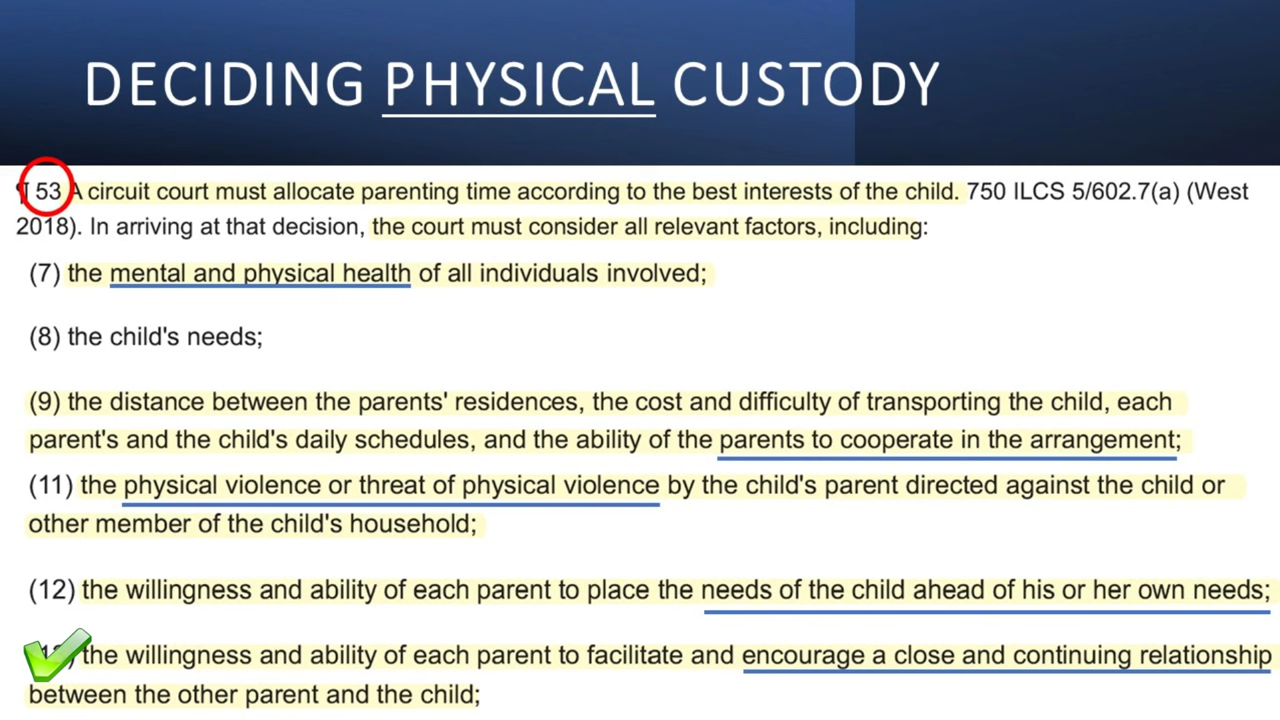 DECIDING PHYSICAL CUSTODY
¶ 53 A circuit court must allocate parenting time according to the best interests of the child. 750 ILCS 5/602.7(a) (West
2018). In arriving at that decision, the court must consider all relevant factors, including:
(7) the mental and physical health of all individuals involved;
(8) the child's needs;
(9) the distance between the parents' residences, the cost and difficulty of transporting the child, each
parent's and the child's daily schedules, and the ability of the parents to cooperate in the arrangement;
(11) the physical violence or threat of physical violence by the child's parent directed against the child or
other member of the child's household;
(12) the willingness and ability of each parent to place the needs of the child ahead of his or her own needs;
the willingness and ability of each parent to facilitate and encourage a close and continuing relationship
between the other parent and the child;